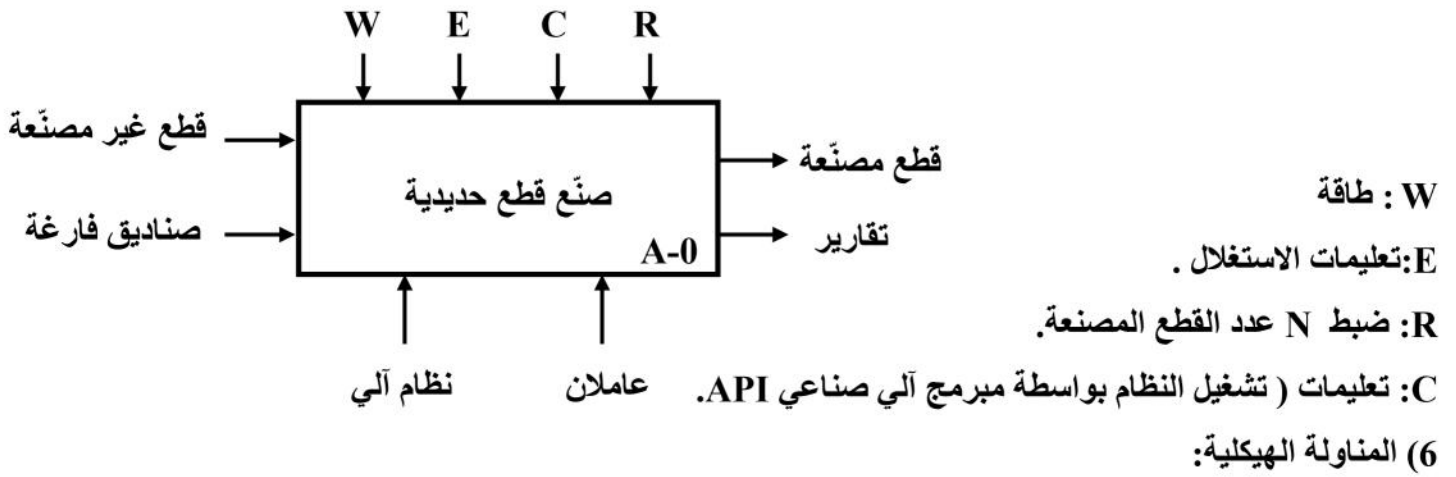 W E C R
قطع غير مصنّعة
صناديق فارغة
صنّع قطع حديدية
A-0
قطع مصنّعة
تقارير
نظام آلي
عاملان
W : طاقة
E:تعليمات الاستغلال .
R: ضبط N عدد القطع المصنعة.
C: تعليمات ( تشغيل النظام بواسطة مبرمج آلي صناعي API.
6) المناولة الهيكلية: